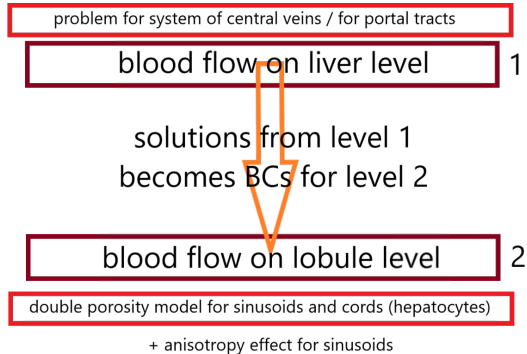 problem for system of central veins / for portal tracts
blood flow on liver level 1
solutions from level 1
becomes BCs for level 2
blood flow on lobule level 2
double porosity model for sinusoids and cords (hepatocytes)
+ anisotropy effect for sinusoids